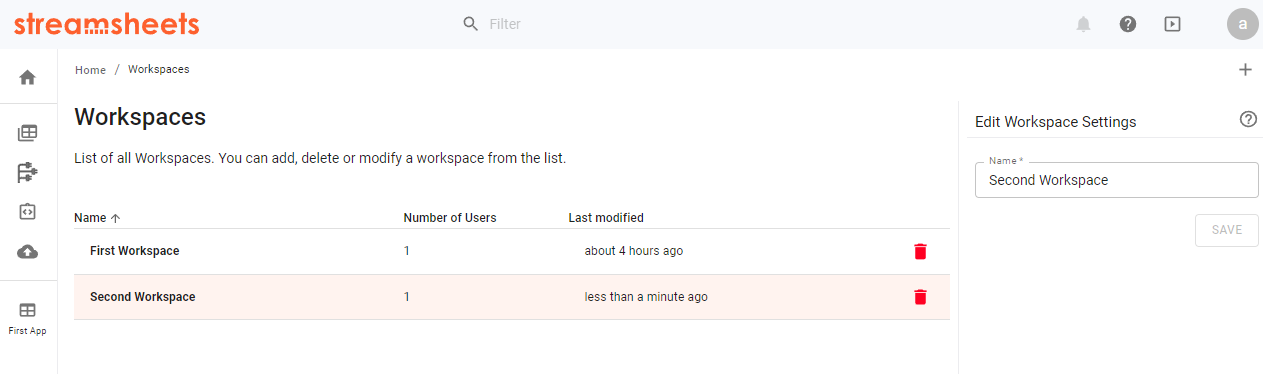 streamsheets
Filter
a
Home / Workspaces
Workspaces
List of all Workspaces. You can add, delete or modify a workspace from the list.
Name Number of Users Last modified
First Workspace 1 about 4 hours ago
Second Workspace 1 less than a minute ago
Edit Workspace Settings
Name *
Second Workspace
SAVE
First App